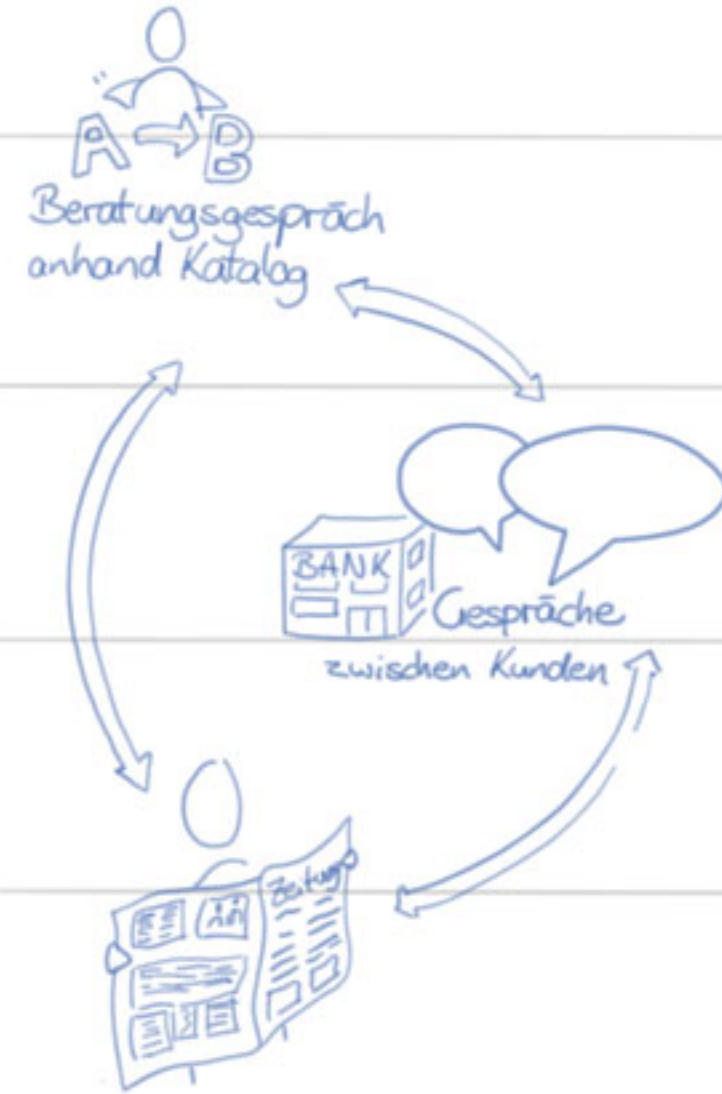 A B
Beratungsgespräch
anhand Katalog
BANK
Gespräche
zwischen Kunden
Zeitung